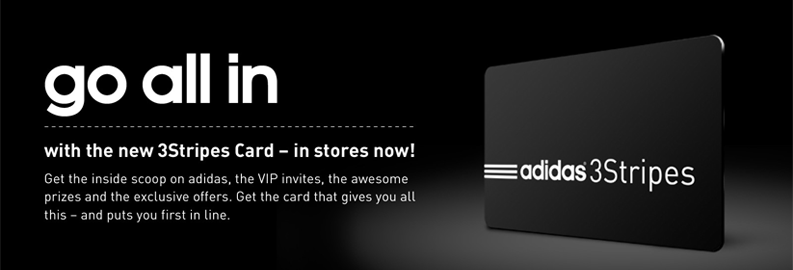 go all in
with the new 3Stripes Card – in stores now!
Get the inside scoop on adidas, the VIP invites, the awesome
prizes and the exclusive offers. Get the card that gives you all
this – and puts you first in line.
adidas® 3Stripes